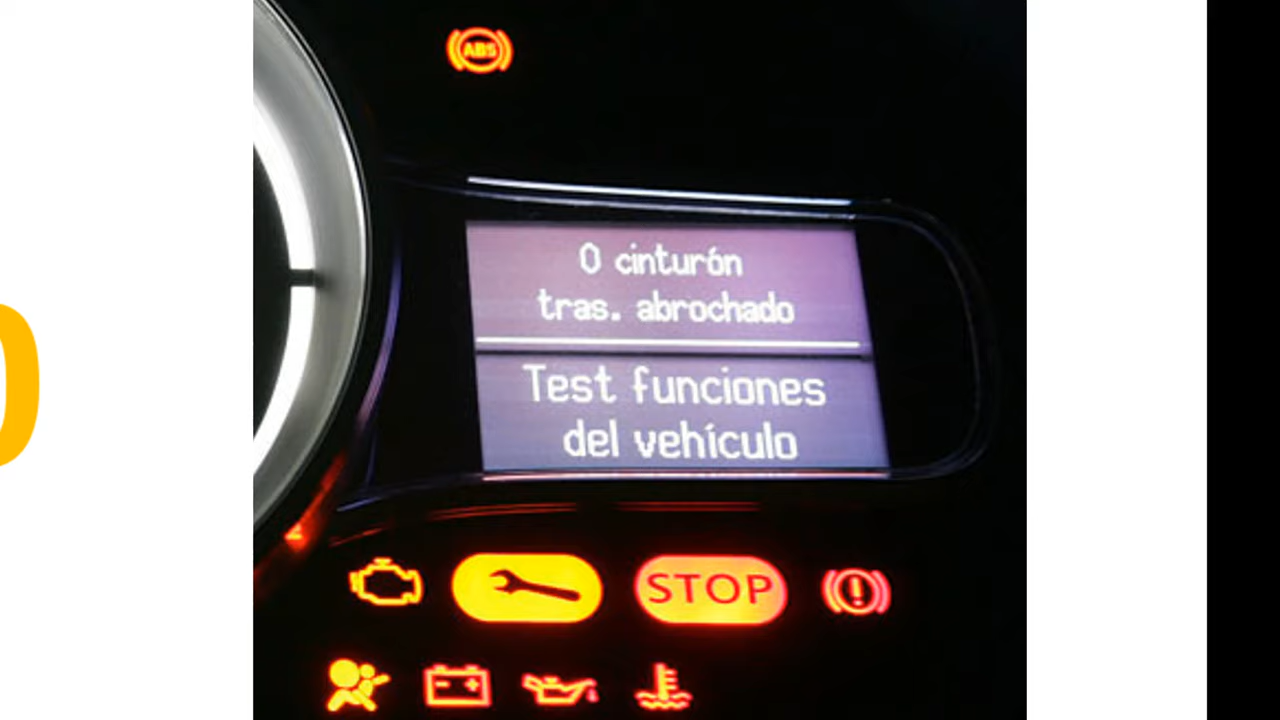 ABS
0 cinturón
tras. abrochado
Test funciones
del vehículo
STOP